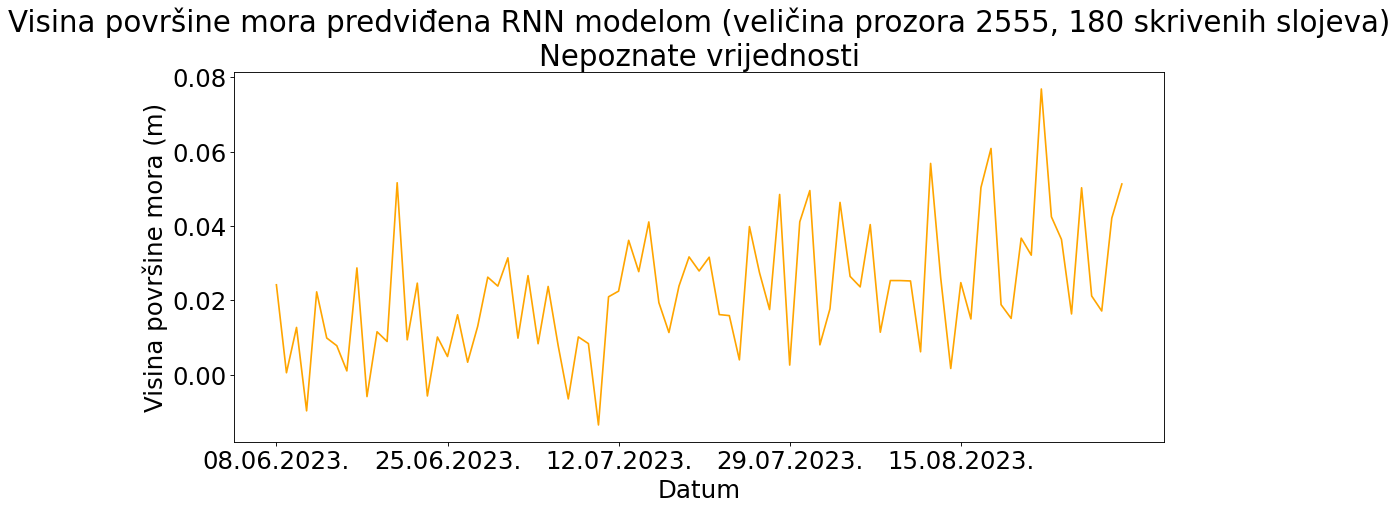 Visina površine mora predviđena RNN modelom (veličina prozora 2555, 180 skrivenih slojeva)
Nepoznate vrijednosti
Visina površine mora (m)
0.08
0.06
0.04
0.02
0.00
08.06.2023. 25.06.2023. 12.07.2023. 29.07.2023. 15.08.2023.
Datum